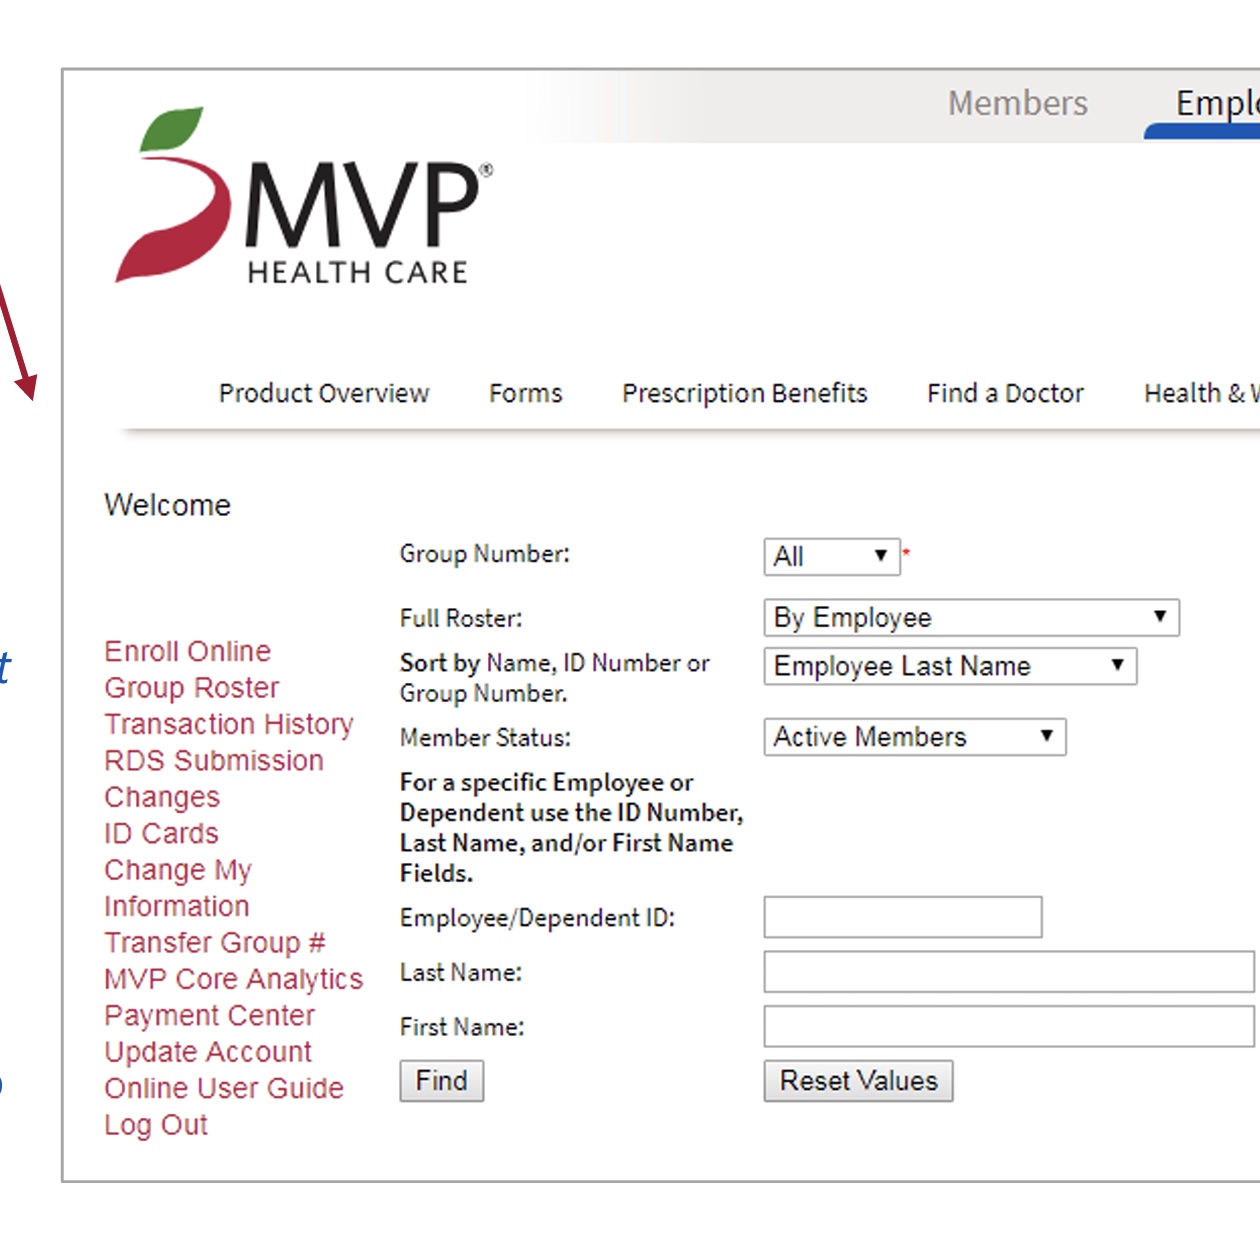 Members
MVP®
HEALTH CARE
Product Overview Forms Prescription Benefits Find a Doctor Health &
Welcome
Group Number: All *
Full Roster: By Employee
Enroll Online
Group Roster
Transaction History
RDS Submission
Changes
ID Cards
Change My
Information
Transfer Group #
MVP Core Analytics
Payment Center
Update Account
Online User Guide
Log Out
Sort by Name, ID Number or
Group Number.
Employee Last Name
Member Status: Active Members
For a specific Employee or
Dependent use the ID Number,
Last Name, and/or First Name
Fields.
Employee/Dependent ID:
Last Name:
First Name:
Find Reset Values